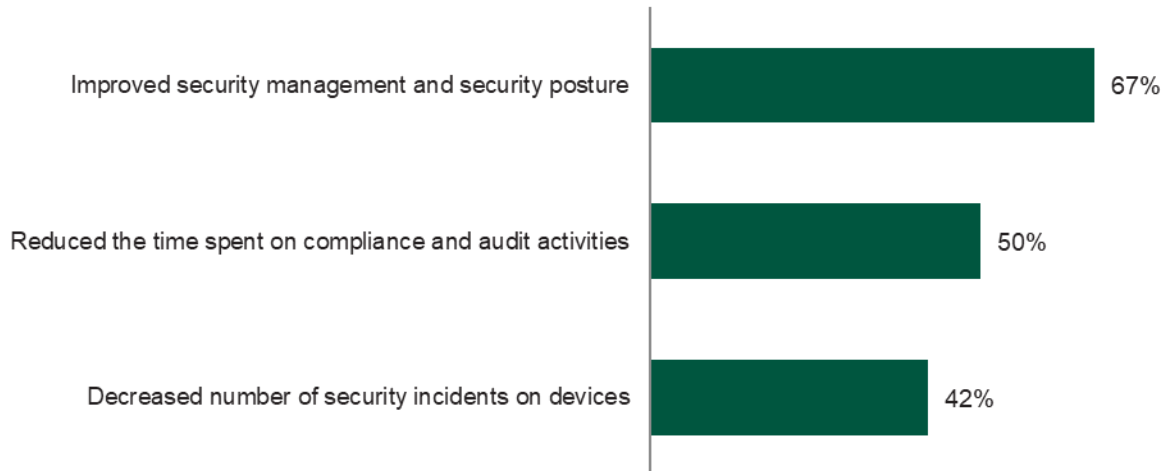 Improved security management and security posture
67%
Reduced the time spent on compliance and audit activities
50%
Decreased number of security incidents on devices
42%